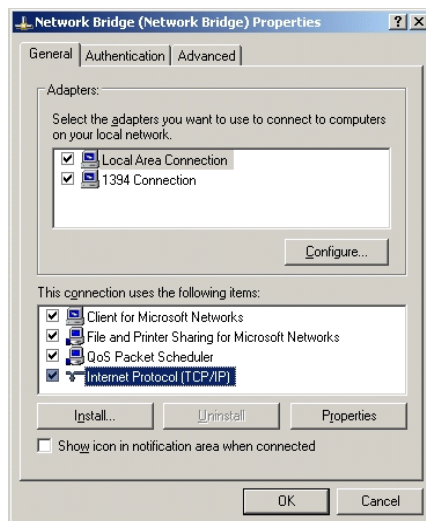 Network Bridge (Network Bridge) Properties
General Authentication Advanced
Adapters:
Select the adapters you want to use to connect to computers
on your local network.
Local Area Connection
1394 Connection
Configure...
This connection uses the following items:
Client for Microsoft Networks
File and Printer Sharing for Microsoft Networks
QoS Packet Scheduler
Internet Protocol (TCP/IP)
Install... Uninstall Properties
Show icon in notification area when connected
OK Cancel